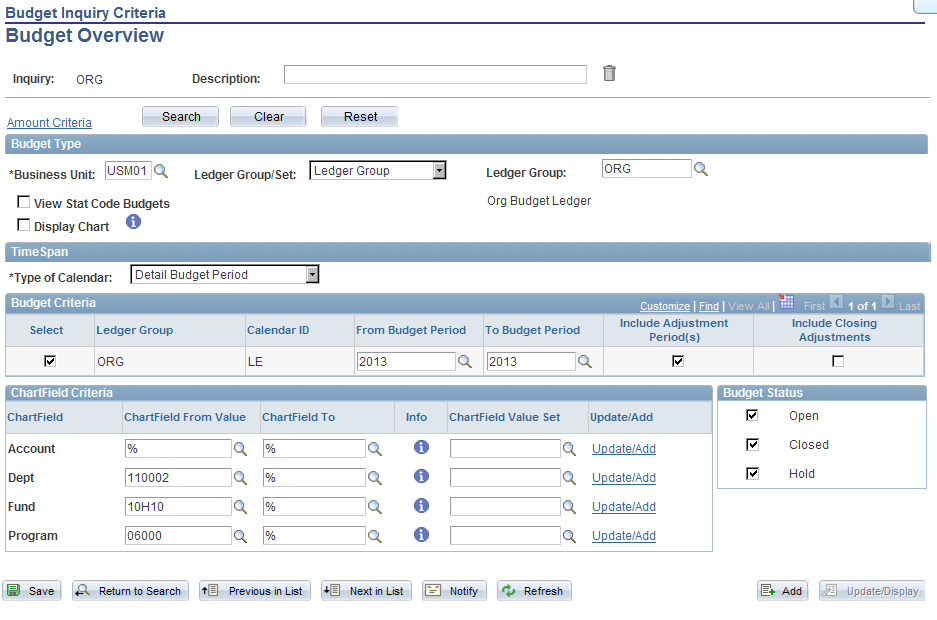 Budget Inquiry Criteria
Budget Overview
Inquiry: ORG Description:
Amount Criteria Search Clear Reset
Budget Type
*Business Unit: USM01 Ledger Group/Set: Ledger Group Ledger Group: ORG
View Stat Code Budgets Org Budget Ledger
Display Chart
TimeSpan
*Type of Calendar: Detail Budget Period
Budget Criteria Customize | Find | View All | First 1 of 1 Last
Select Ledger Group Calendar ID From Budget Period To Budget Period Include Adjustment Period(s) Include Closing Adjustments
ORG LE 2013 2013
ChartField Criteria Budget Status
ChartField ChartField From Value ChartField To Info ChartField Value Set Update/Add Open
Account % % Update/Add Closed
Dept 110002 % Update/Add Hold
Fund 10H10 % Update/Add
Program 06000 % Update/Add
Save Return to Search Previous in List Next in List Notify Refresh Add Update/Display